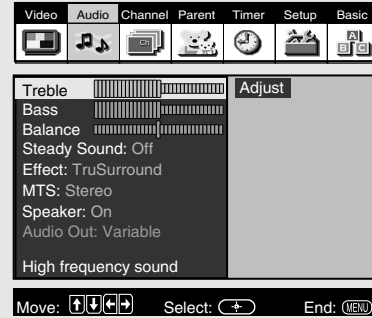 Video Audio Channel Parent Timer Setup Basic
Treble Adjust
Bass
Balance
Steady Sound: Off
Effect: TruSurround
MTS: Stereo
Speaker: On
Audio Out: Variable
High frequency sound
Move: Select: End: MENU